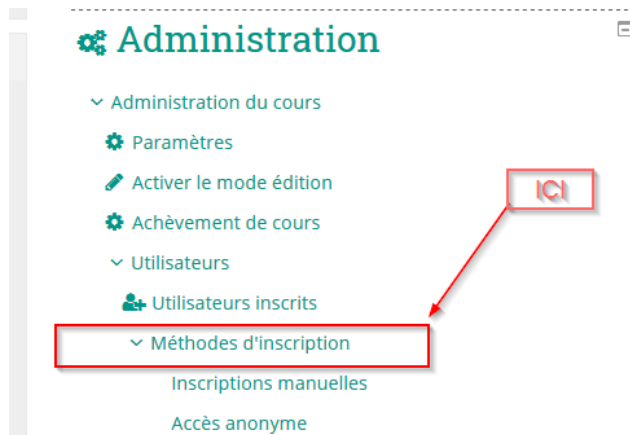 Administration
Administration du cours
Paramètres
Activer le mode édition
ICI
Achèvement de cours
Utilisateurs
Utilisateurs inscrits
Méthodes d'inscription
Inscriptions manuelles
Accès anonyme